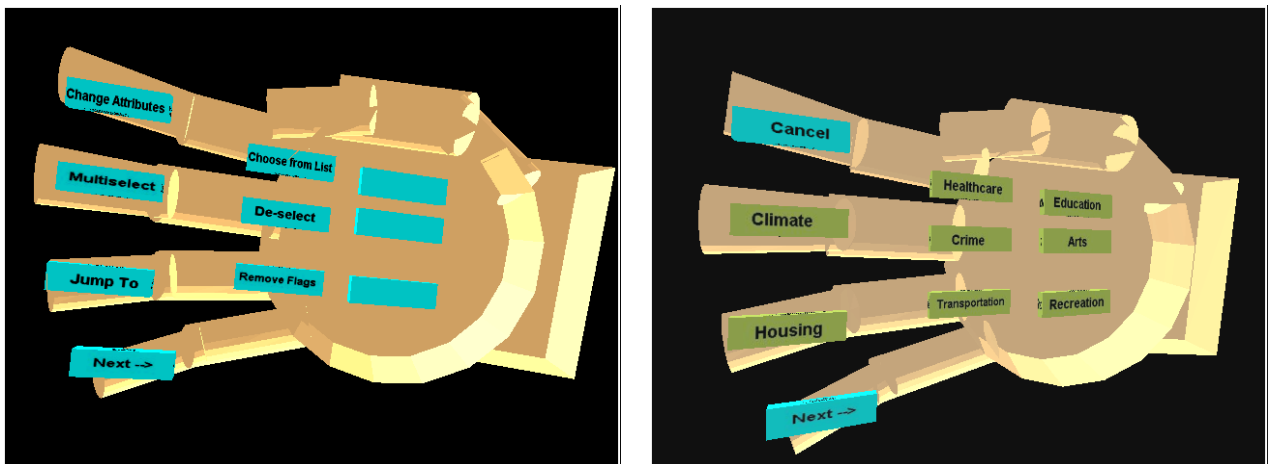 Change Attributes
Choose from List
Multiselect
De-select
Jump To
Remove Flags
Next -->
Cancel
Healthcare
Education
Climate
Crime
Arts
Transportation
Recreation
Housing
Next -->